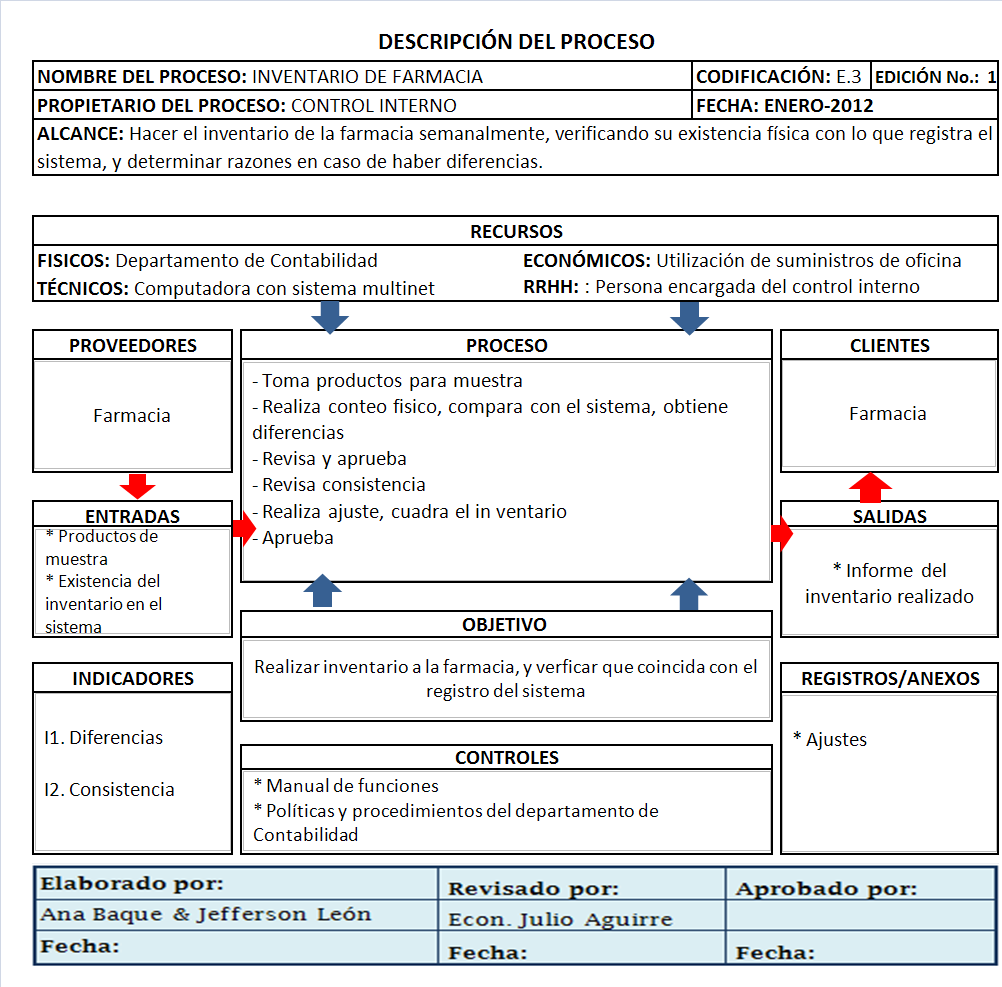 DESCRIPCIÓN DEL PROCESO
NOMBRE DEL PROCESO: INVENTARIO DE FARMACIA
CODIFICACIÓN: E.3
EDICIÓN No.: 1
PROPIETARIO DEL PROCESO: CONTROL INTERNO
FECHA: ENERO-2012
ALCANCE: Hacer el inventario de la farmacia semanalmente, verificando su existencia física con lo que registra el
sistema, y determinar razones en caso de haber diferencias.
RECURSOS
FISICOS: Departamento de Contabilidad
ECONÓMICOS: Utilización de suministros de oficina
TÉCNICOS: Computadora con sistema multinet
RRHH: : Persona encargada del control interno
PROVEEDORES
Farmacia
PROCESO
- Toma productos para muestra
- Realiza conteo fisico, compara con el sistema, obtiene
diferencias
- Revisa y aprueba
- Revisa consistencia
- Realiza ajuste, cuadra el in ventario
- Aprueba
CLIENTES
Farmacia
ENTRADAS
* Productos de
muestra
* Existencia del
inventario en el
sistema
SALIDAS
* Informe del
inventario realizado
OBJETIVO
Realizar inventario a la farmacia, y verficar que coincida con el
registro del sistema
INDICADORES
I1. Diferencias
I2. Consistencia
CONTROLES
* Manual de funciones
* Políticas y procedimientos del departamento de
Contabilidad
REGISTROS/ANEXOS
* Ajustes
Elaborado por:
Revisado por:
Aprobado por:
Ana Baque & Jefferson León
Econ. Julio Aguirre
Fecha:
Fecha:
Fecha: